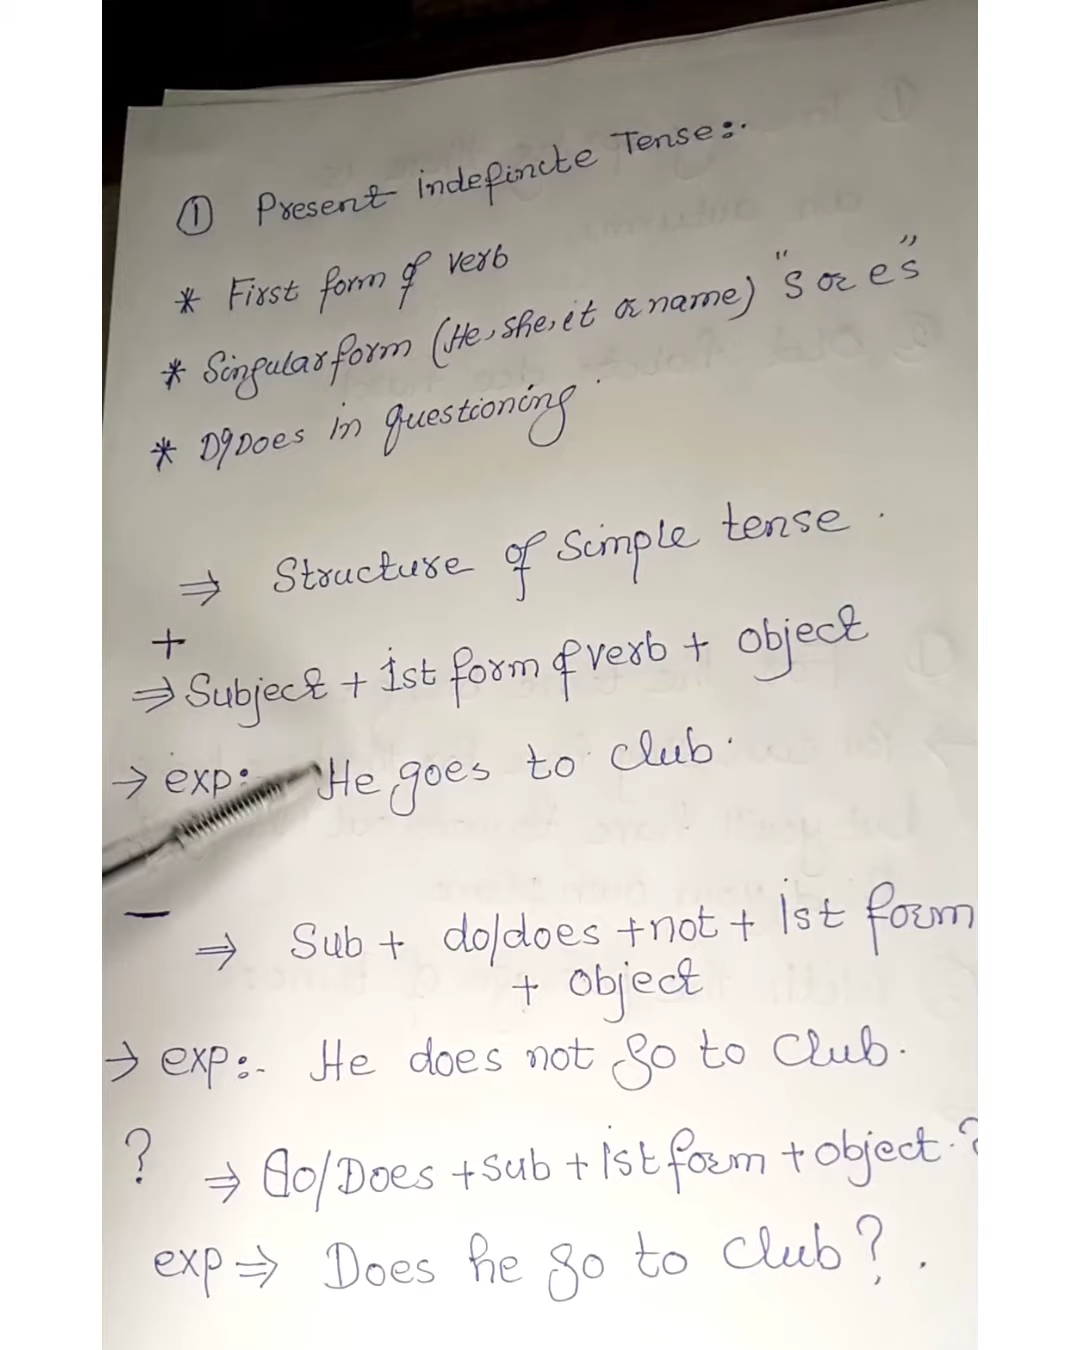 ① Present indefinite Tense:-
* First form of verb
* Singular form (He, she, it or name) "s or es"
* D9Does in questioning
⇒ Structure of Simple tense.
+
⇒ Subject + 1st form of verb + object
→ exp:- He goes to club.
—
⇒ Sub + do/does + not + 1st form
+ object
→ exp:- He does not go to club.
? ⇒ Do/Does + sub + 1st form + object.?
exp ⇒ Does he go to club?.